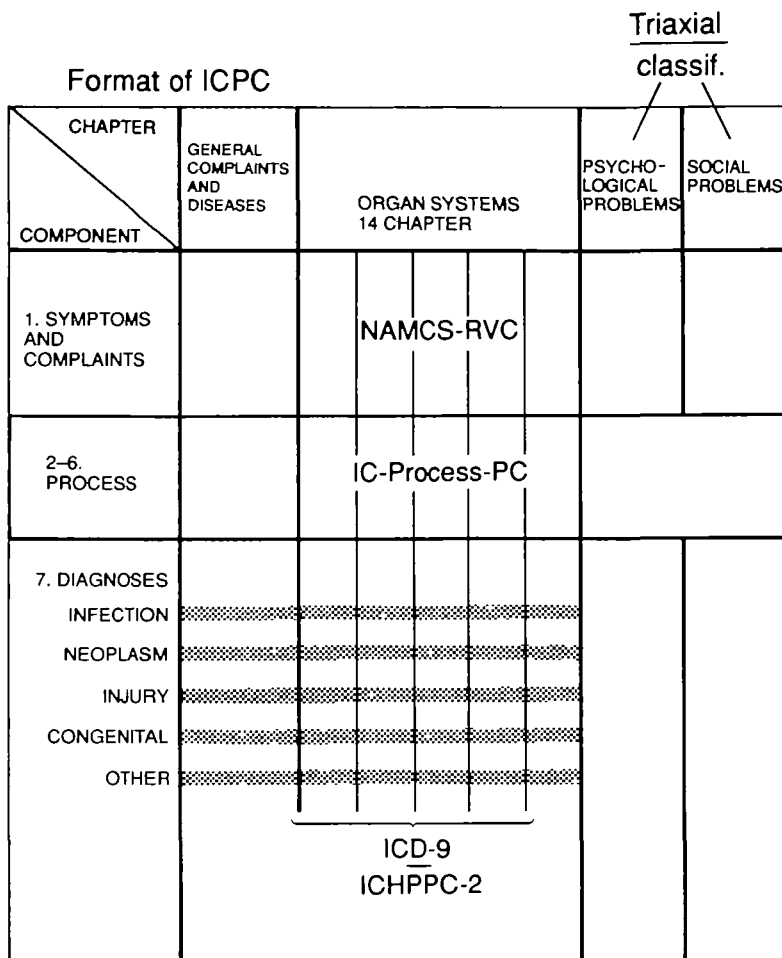 Triaxial
classif.
Format of ICPC
CHAPTER
COMPONENT
GENERAL
COMPLAINTS
AND
DISEASES
ORGAN SYSTEMS
14 CHAPTER
PSYCHO-
LOGICAL
PROBLEMS
SOCIAL
PROBLEMS
1. SYMPTOMS
AND
COMPLAINTS
NAMCS-RVC
2–6.
PROCESS
IC-Process-PC
7. DIAGNOSES
INFECTION
NEOPLASM
INJURY
CONGENITAL
OTHER
ICD-9
ICHPPC-2